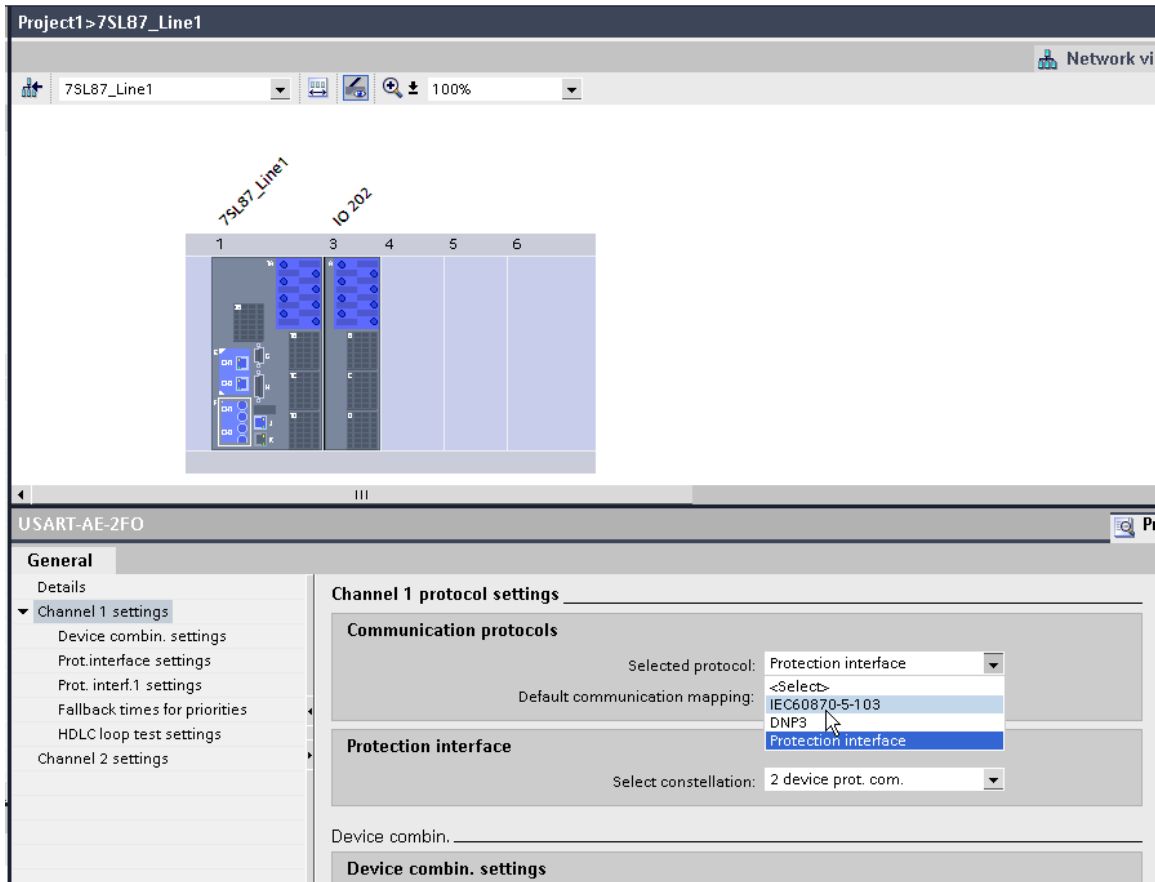 Project1>7SL87_Line1
Network vi
7SL87_Line1
100%
7SL87_Line1
IO 202
1 3 4 5 6
USART-AE-2FO
Pr
General
Details
Channel 1 settings
Device combin. settings
Prot.interface settings
Prot. interf.1 settings
Fallback times for priorities
HDLC loop test settings
Channel 2 settings
Channel 1 protocol settings
Communication protocols
Selected protocol: Protection interface
<Select>
Default communication mapping:
IEC60870-5-103
DNP3
Protection interface
Protection interface
Select constellation: 2 device prot. com.
Device combin.
Device combin. settings